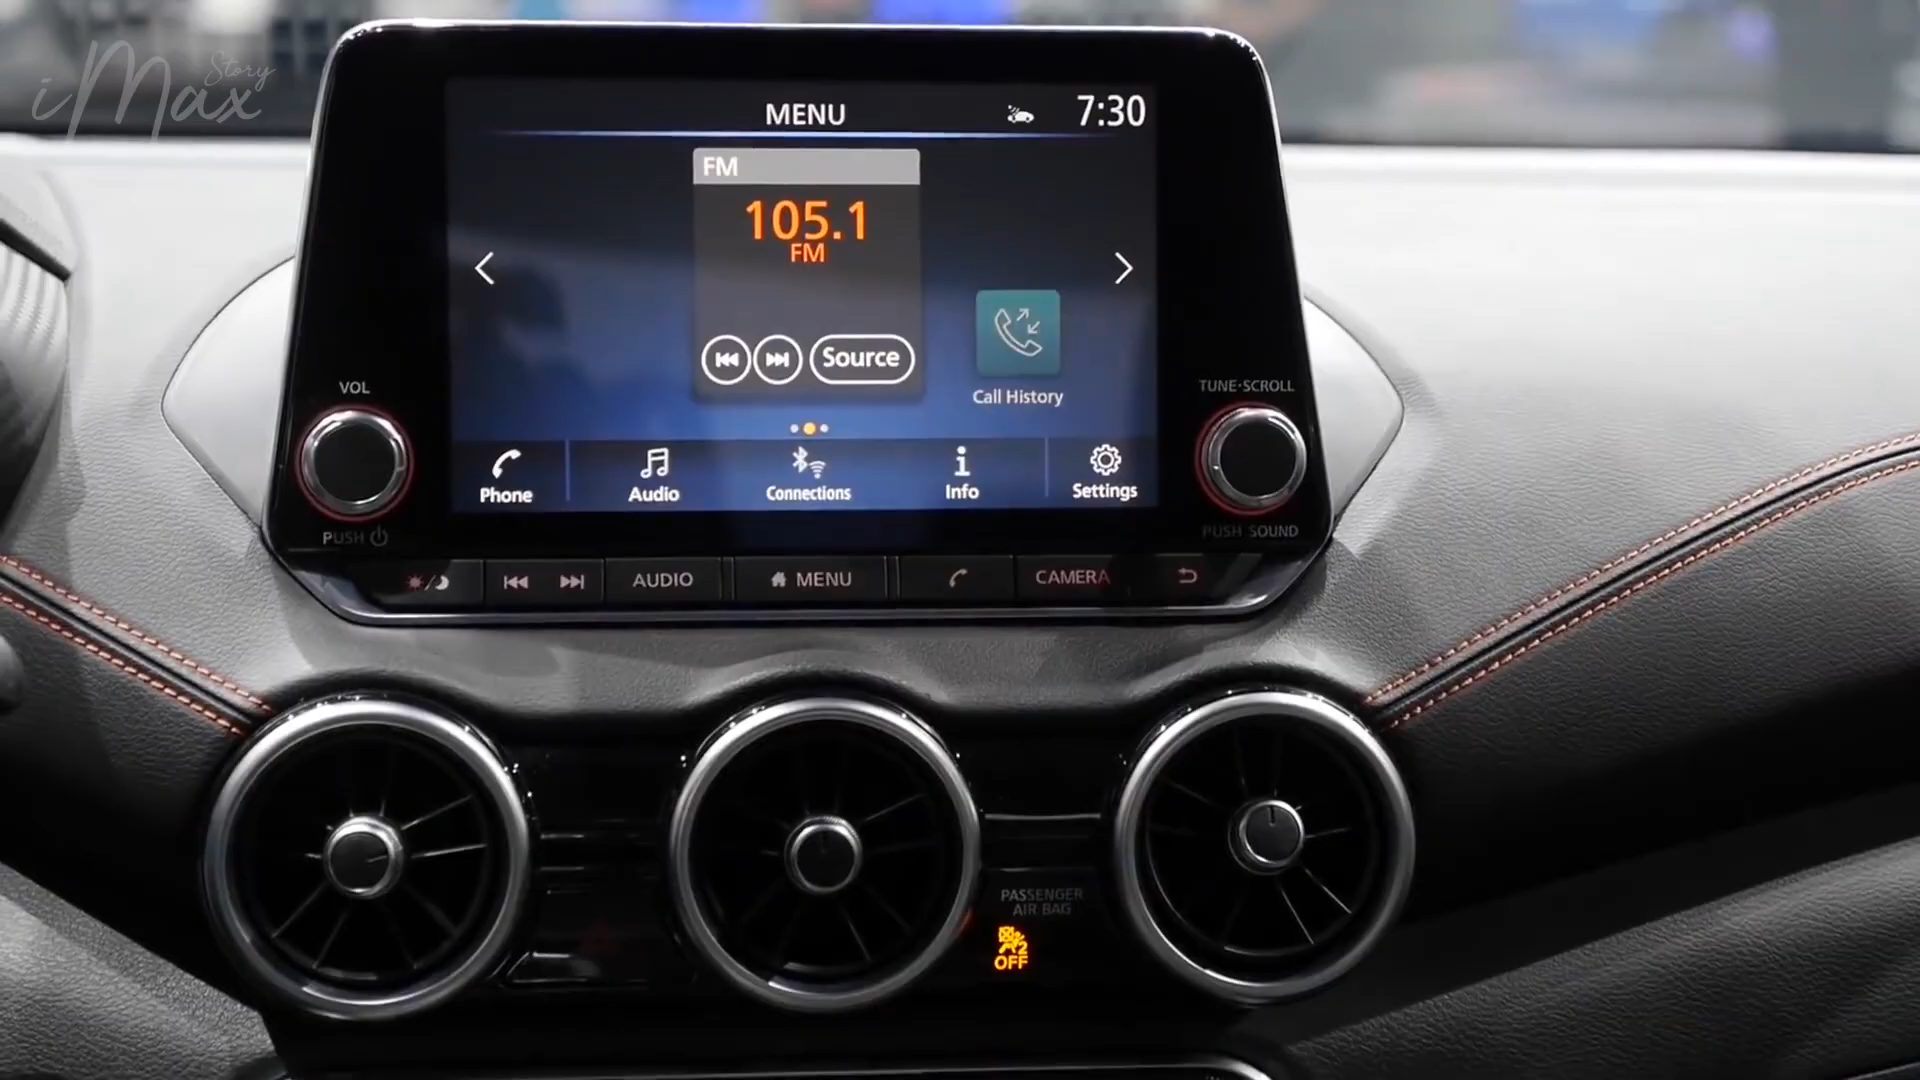 iMax Story
MENU
7:30
FM
105.1
FM
Source
Call History
Phone
Audio
Connections
Info
Settings
VOL
PUSH
TUNE·SCROLL
PUSH SOUND
AUDIO
MENU
CAMERA
PASSENGER
AIR BAG
2
OFF